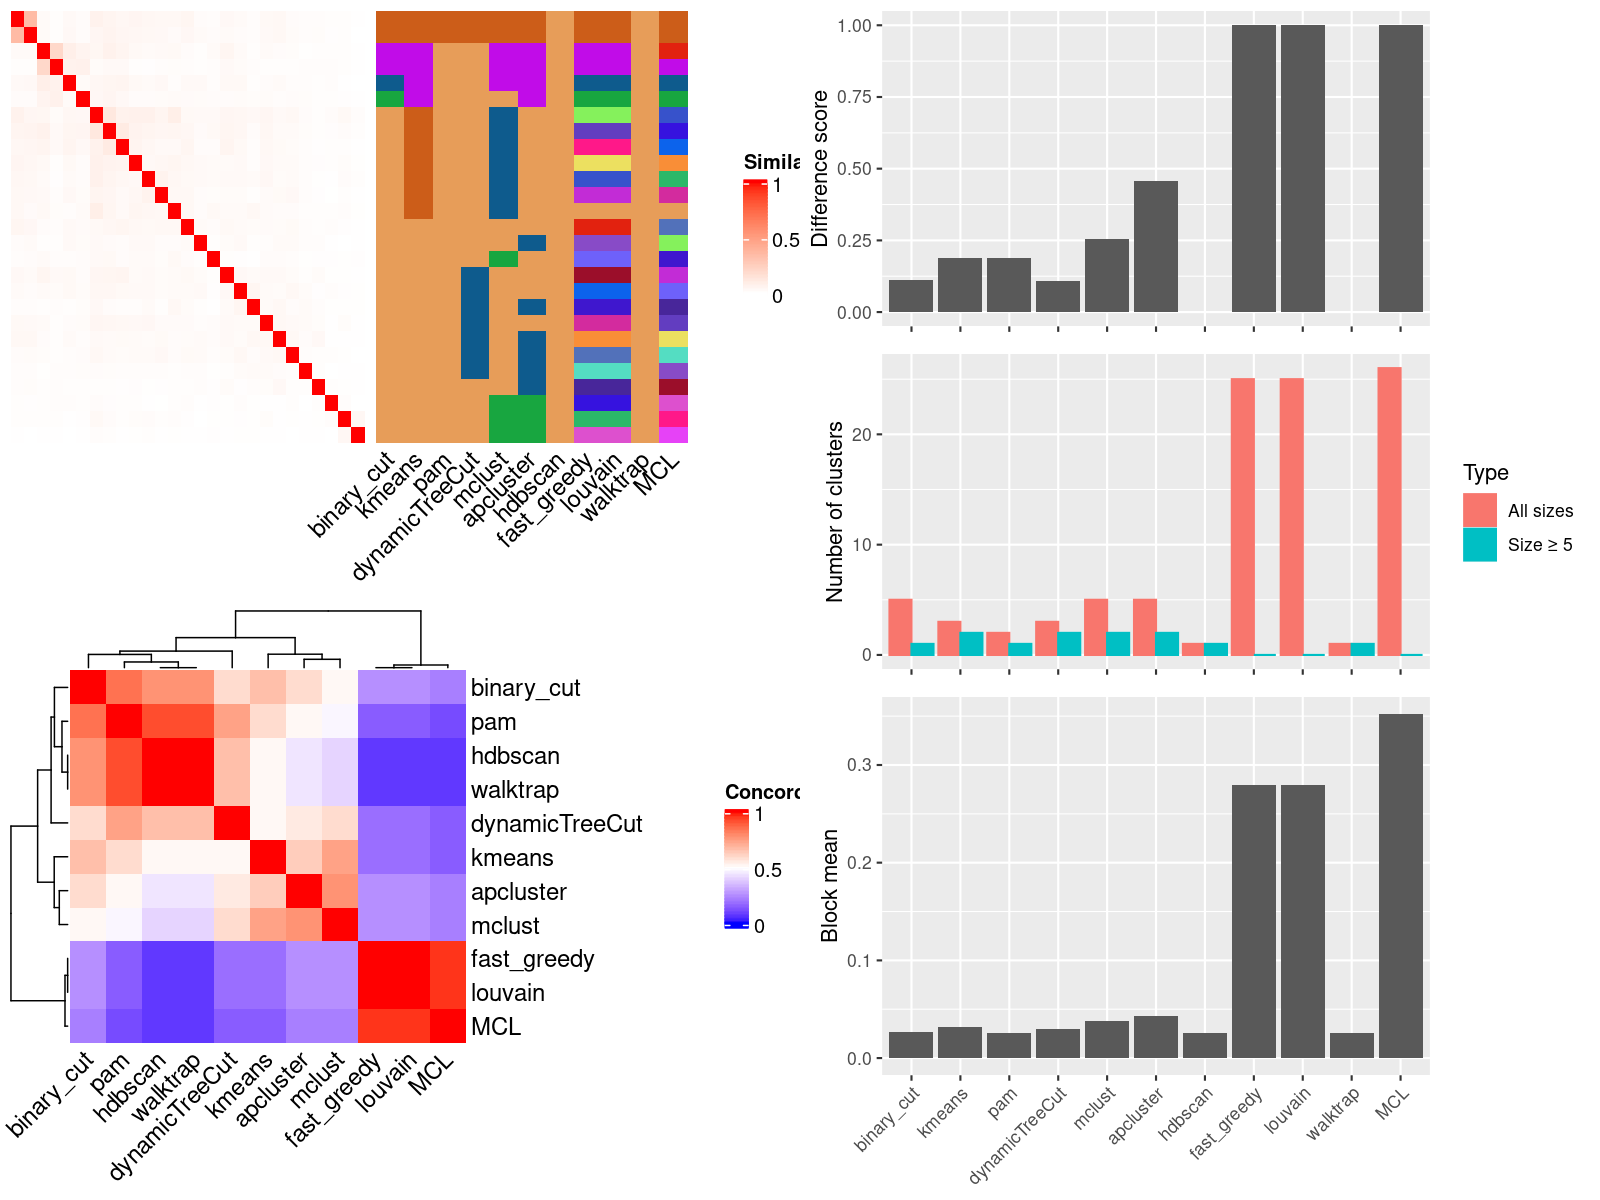 Simila
1
0.5
0
binary_cut
kmeans
pam
dynamicTreeCut
mclust
apcluster
hdbscan
fast_greedy
louvain
walktrap
MCL
Difference score
1.00
0.75
0.50
0.25
0.00
Number of clusters
20
10
0
Type
All sizes
Size ≥ 5
binary_cut
pam
hdbscan
walktrap
dynamicTreeCut
kmeans
apcluster
mclust
fast_greedy
louvain
MCL
binary_cut
pam
hdbscan
walktrap
dynamicTreeCut
kmeans
apcluster
mclust
fast_greedy
louvain
MCL
Concord
1
0.5
0
Block mean
0.3
0.2
0.1
0.0
binary_cut
kmeans
pam
dynamicTreeCut
mclust
apcluster
hdbscan
fast_greedy
louvain
walktrap
MCL